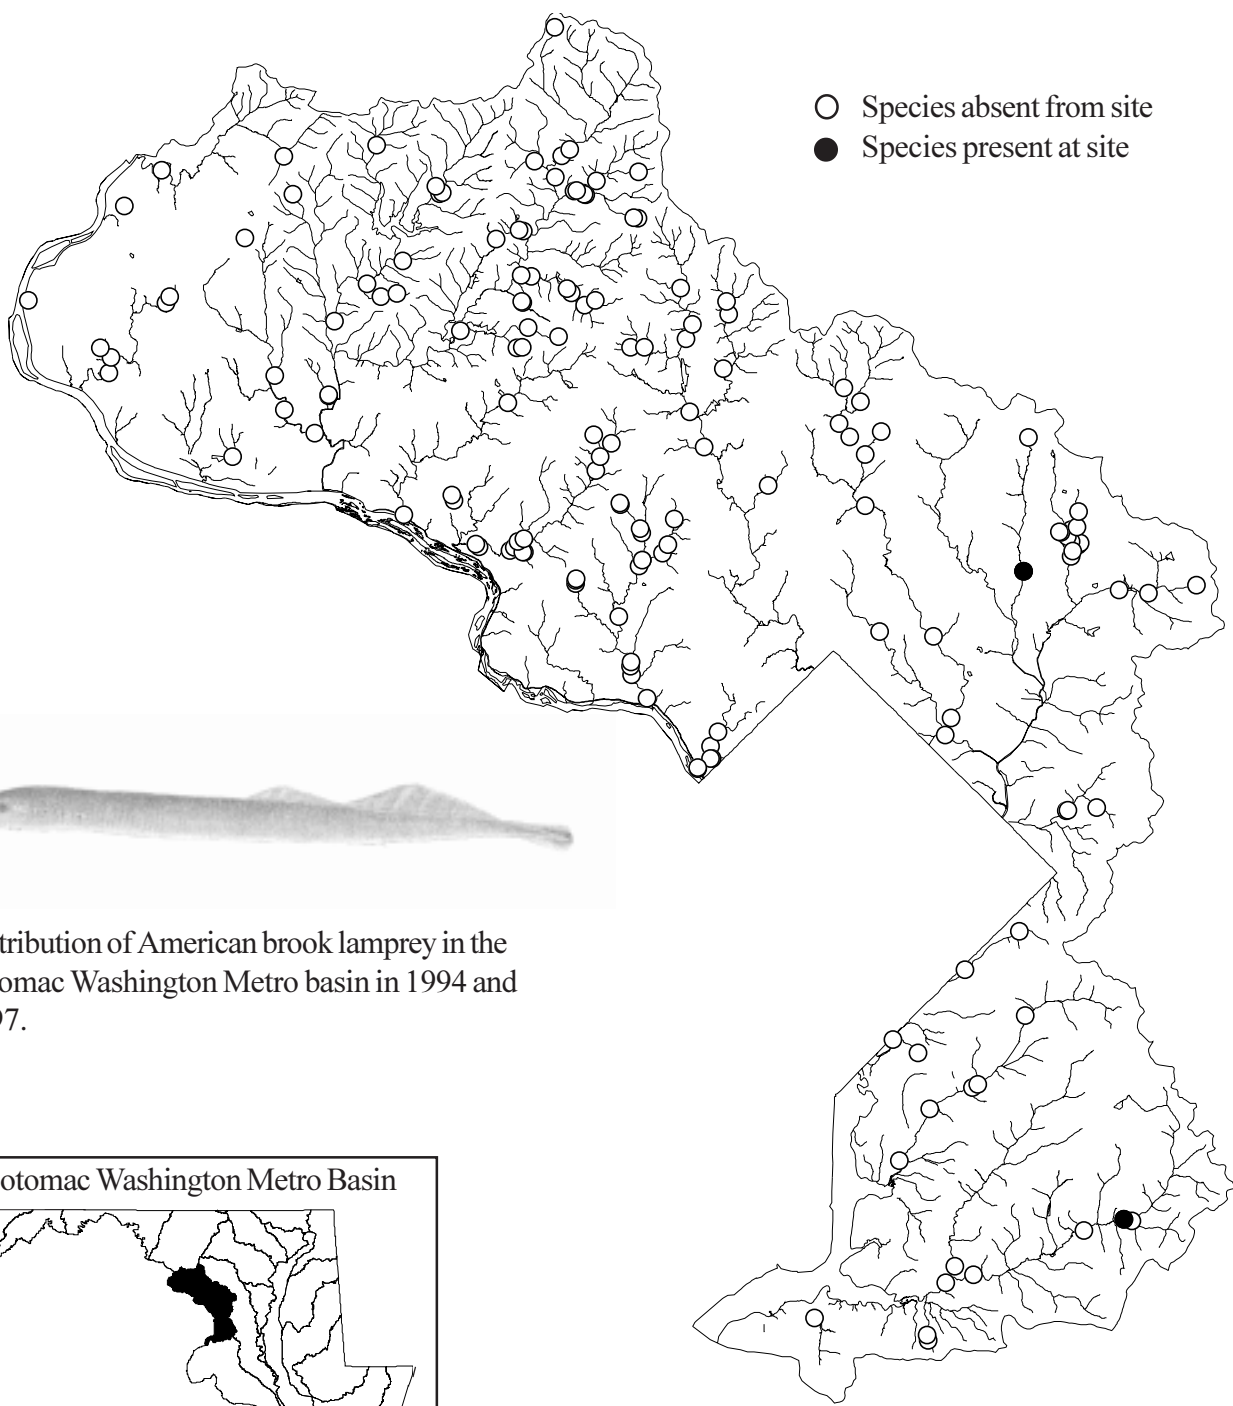 Species absent from site
Species present at site
tribution of American brook lamprey in the
omac Washington Metro basin in 1994 and
97.
otomac Washington Metro Basin